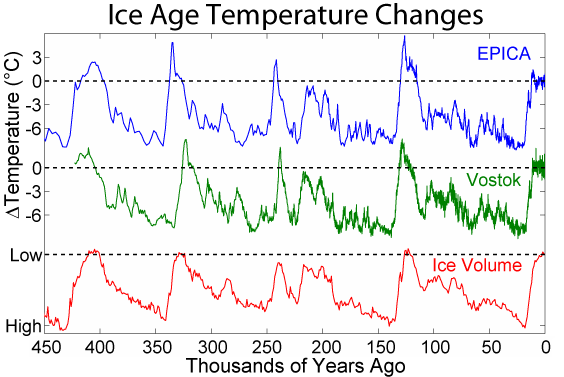 Ice Age Temperature Changes
ΔTemperature (°C)
3
0
-3
-6
EPICA
0
-3
-6
Vostok
Low
High
Ice Volume
450 400 350 300 250 200 150 100 50 0
Thousands of Years Ago